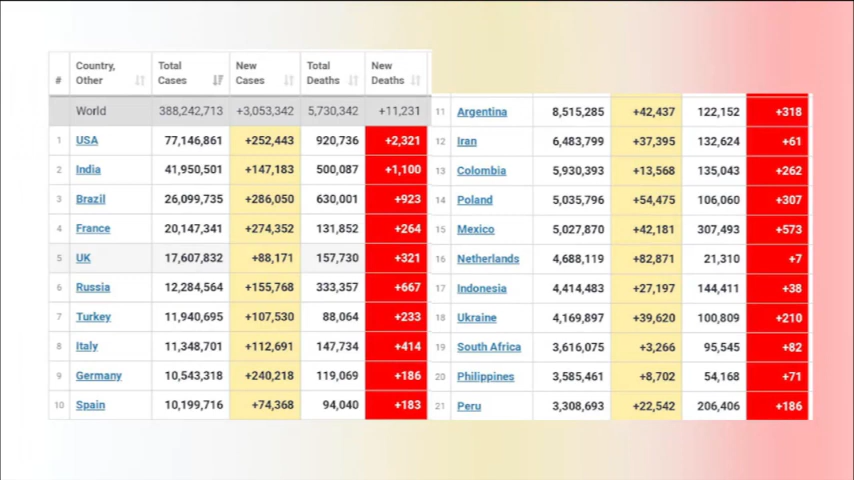 # Country, Other Total Cases New Cases Total Deaths New Deaths
World 388,242,713 +3,053,342 5,730,342 +11,231
1 USA 77,146,861 +252,443 920,736 +2,321
2 India 41,950,501 +147,183 500,087 +1,100
3 Brazil 26,099,735 +286,050 630,001 +923
4 France 20,147,341 +274,352 131,852 +264
5 UK 17,607,832 +88,171 157,730 +321
6 Russia 12,284,564 +155,768 333,357 +667
7 Turkey 11,940,695 +107,530 88,064 +233
8 Italy 11,348,701 +112,691 147,734 +414
9 Germany 10,543,318 +240,218 119,069 +186
10 Spain 10,199,716 +74,368 94,040 +183
11 Argentina 8,515,285 +42,437 122,152 +318
12 Iran 6,483,799 +37,395 132,624 +61
13 Colombia 5,930,393 +13,568 135,043 +262
14 Poland 5,035,796 +54,475 106,060 +307
15 Mexico 5,027,870 +42,181 307,493 +573
16 Netherlands 4,688,119 +82,871 21,310 +7
17 Indonesia 4,414,483 +27,197 144,411 +38
18 Ukraine 4,169,897 +39,620 100,809 +210
19 South Africa 3,616,075 +3,266 95,545 +82
20 Philippines 3,585,461 +8,702 54,168 +71
21 Peru 3,308,693 +22,542 206,406 +186